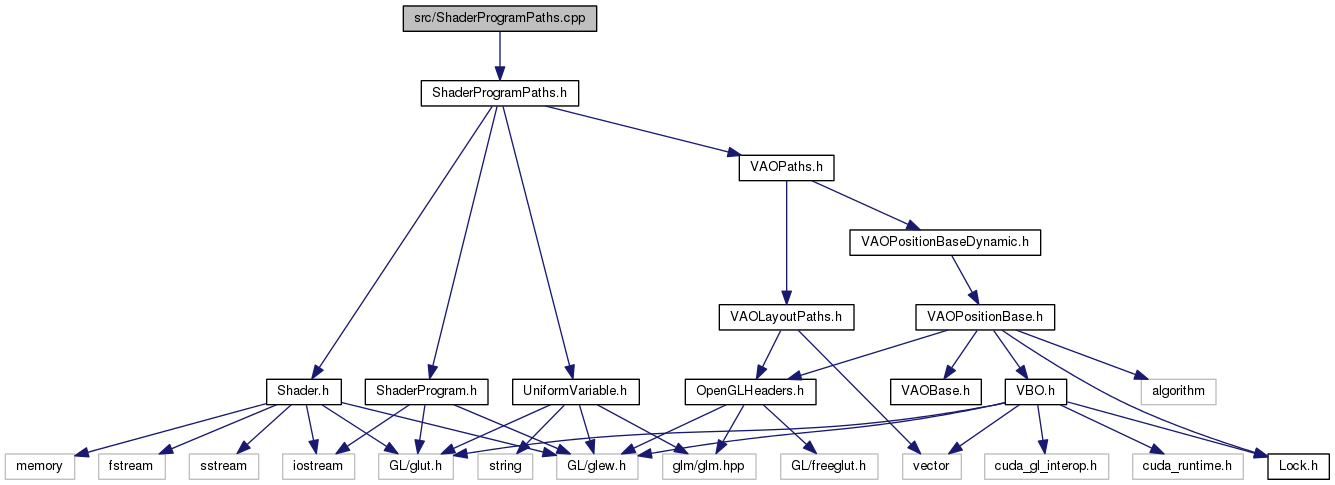 src/ShaderProgramPaths.cpp
ShaderProgramPaths.h
VAOPaths.h
VAOPositionBaseDynamic.h
VAOLayoutPaths.h
VAOPositionBase.h
Shader.h
ShaderProgram.h
UniformVariable.h
OpenGLHeaders.h
VAOBase.h
VBO.h
algorithm
memory
fstream
sstream
iostream
GL/glut.h
string
GL/glew.h
glm/glm.hpp
GL/freeglut.h
vector
cuda_gl_interop.h
cuda_runtime.h
Lock.h